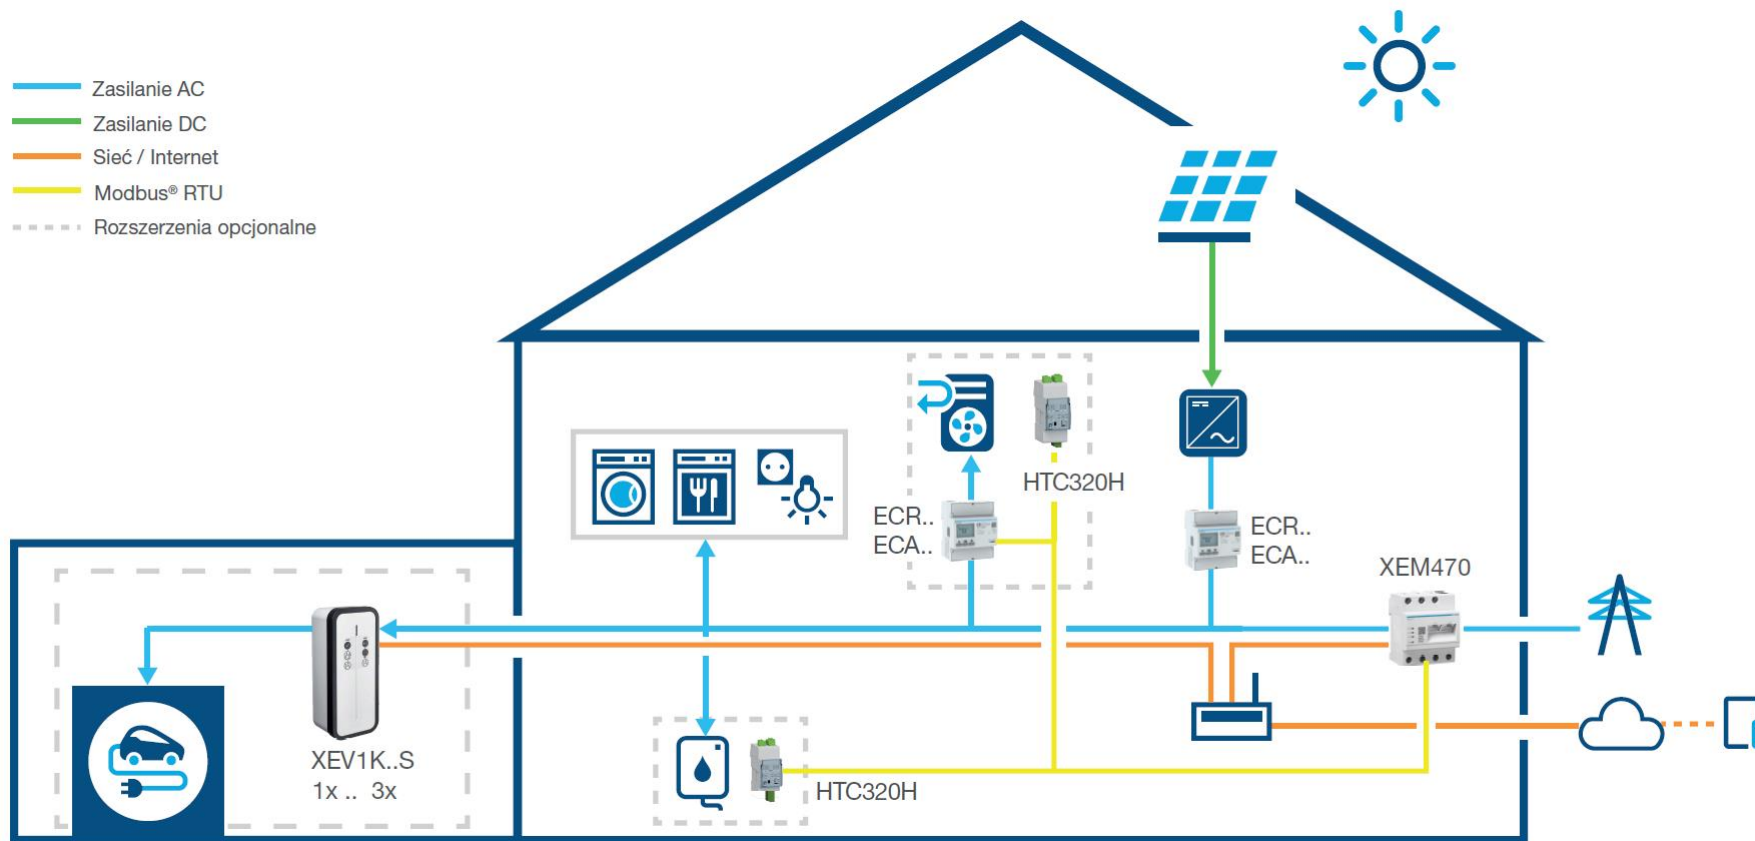 Zasilanie AC
Zasilanie DC
Sieć / Internet
Modbus® RTU
Rozszerzenia opcjonalne
HTC320H
ECR..
ECA..
ECR..
ECA..
XEM470
XEV1K..S
1x .. 3x
HTC320H